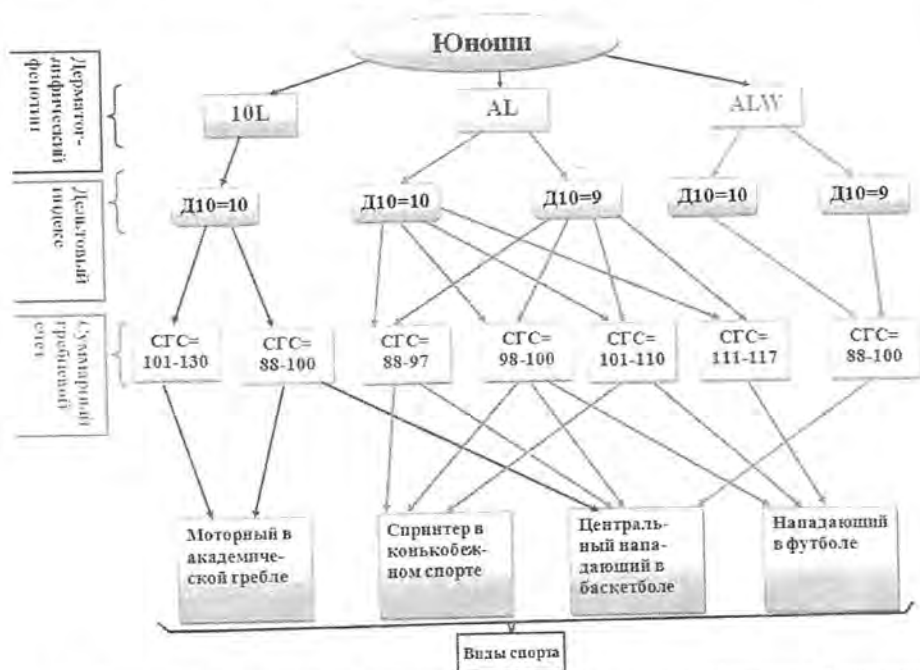 Юноши
Дерматог-
лифический
фенотип
10L
AL
ALW
Дельтовый
индекс
Д10=10
Д10=10
Д10=9
Д10=10
Д10=9
Суммарный
гребневой
счет
СГС=
101-130
СГС=
88-100
СГС=
88-97
СГС=
98-100
СГС=
101-110
СГС=
111-117
СГС=
88-100
Моторный в
академиче-
ской гребле
Спринтер в
конькобеж-
ном спорте
Централь-
ный напа-
дающий в
баскетболе
Нападающий
в футболе
Виды спорта